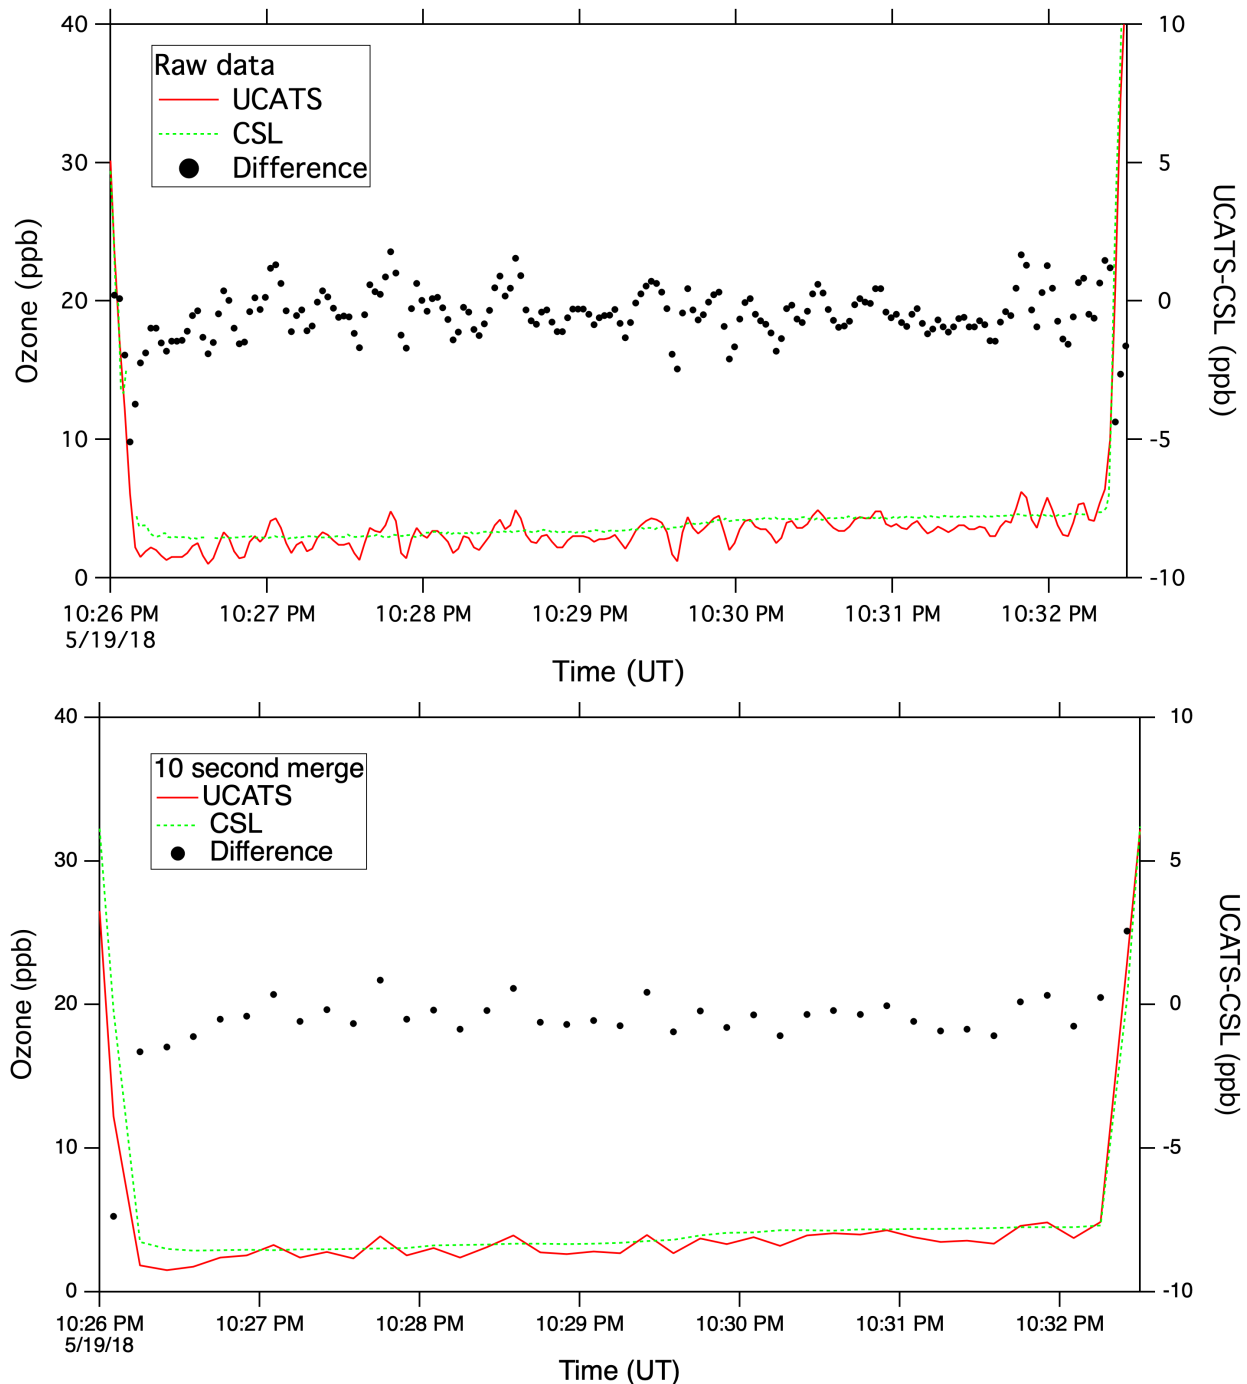 40
30
20
10
0
Ozone (ppb)
10
5
0
-5
-10
UCATS-CSL (ppb)
Raw data
UCATS
CSL
Difference
10:26 PM 10:27 PM 10:28 PM 10:29 PM 10:30 PM 10:31 PM 10:32 PM
5/19/18
Time (UT)
40
30
20
10
0
Ozone (ppb)
10
5
0
-5
-10
UCATS-CSL (ppb)
10 second merge
UCATS
CSL
Difference
10:26 PM 10:27 PM 10:28 PM 10:29 PM 10:30 PM 10:31 PM 10:32 PM
5/19/18
Time (UT)